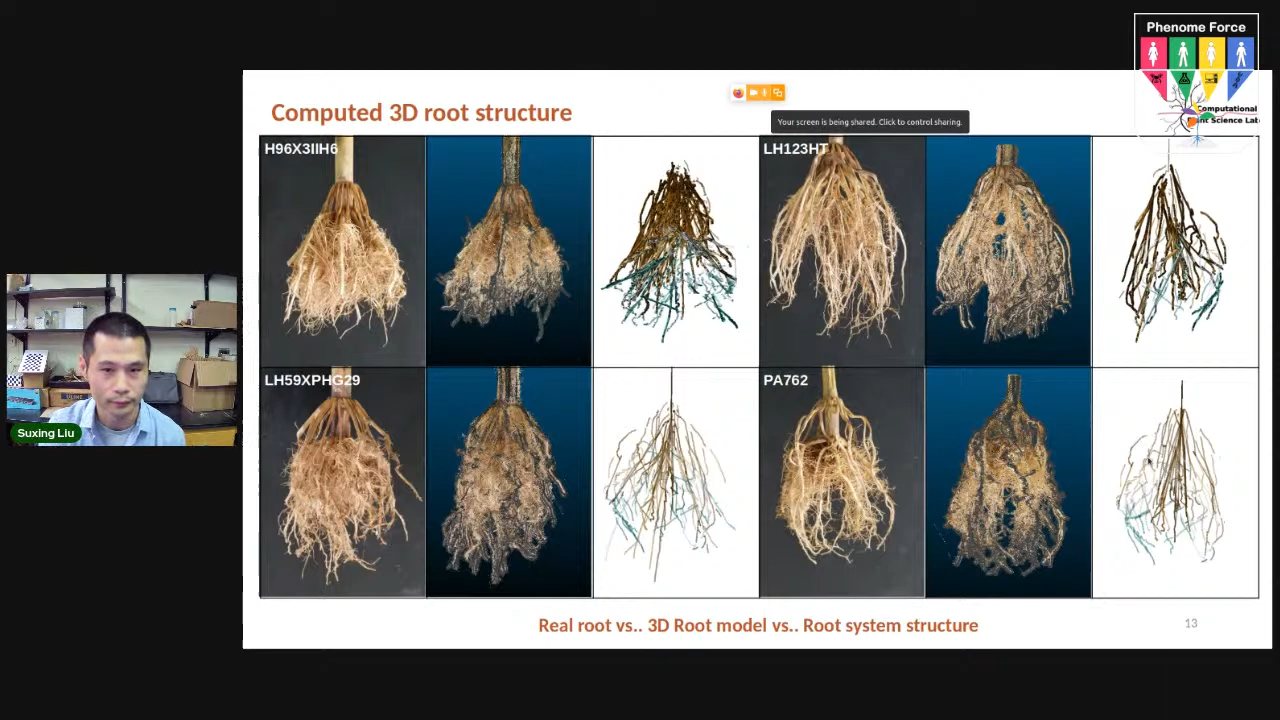 Phenome Force
Computational
nt Science Lab
Computed 3D root structure
Your screen is being shared. Click to control sharing.
H96X3IIH6
LH123HT
LH59XPHG29
PA762
Suxing Liu
Real root vs.. 3D Root model vs.. Root system structure
13